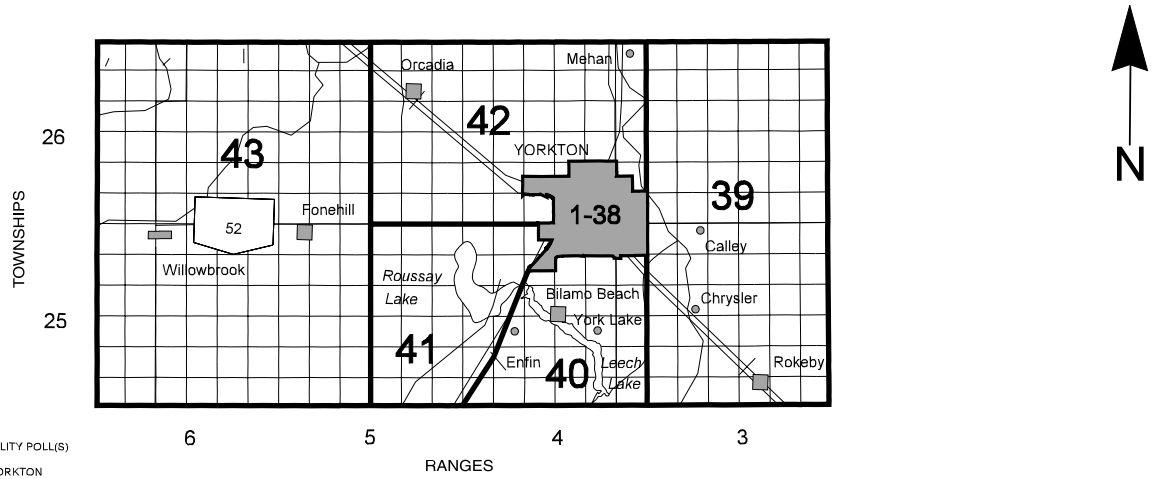 Orcadia
Mehan
42
26
YORKTON
43
N
39
Fonehill
1-38
52
TOWNSHIPS
Calley
Willowbrook
Roussay
Lake
Bilamo Beach
Chrysler
York Lake
25
41
Enfin
40
Leech
Lake
Rokeby
6
5
4
3
LITY POLL(S)
RANGES
ORKTON